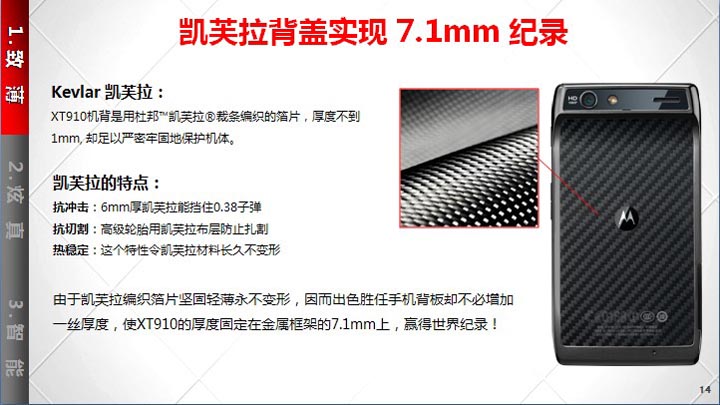 凯芙拉背盖实现 7.1mm 纪录
1.致 薄
2.炫 真
3.智 能
Kevlar 凯芙拉：
XT910机背是用杜邦™凯芙拉®裁条编织的箔片，厚度不到
1mm, 却足以严密牢固地保护机体。
凯芙拉的特点：
抗冲击：6mm厚凯芙拉能挡住0.38子弹
抗切割：高级轮胎用凯芙拉布层防止扎割
热稳定：这个特性令凯芙拉材料长久不变形
由于凯芙拉编织箔片坚固轻薄永不变形，因而出色胜任手机背板却不必增加
一丝厚度，使XT910的厚度固定在金属框架的7.1mm上，赢得世界纪录！
HD
14